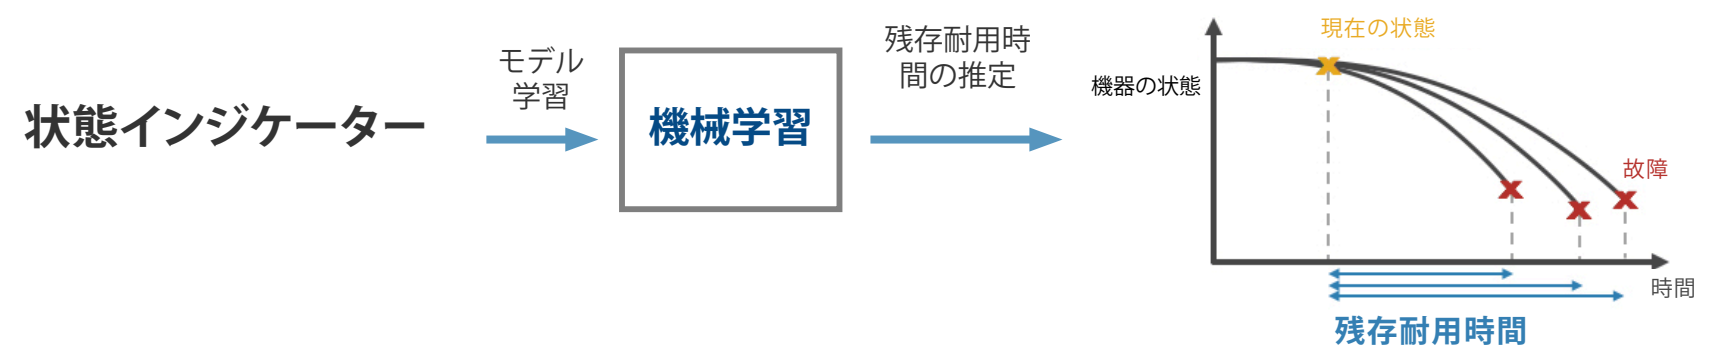 状態インジケーター
モデル
学習
機械学習
残存耐用時
間の推定
現在の状態
機器の状態
故障
時間
残存耐用時間